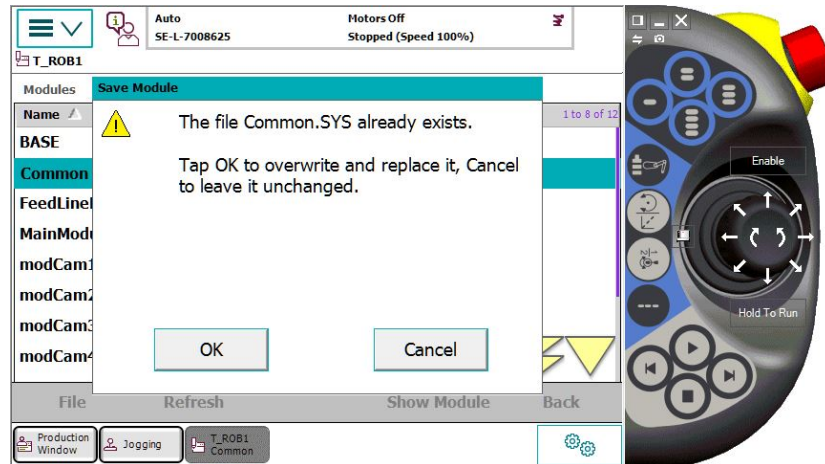 Auto
SE-L-7008625
Motors Off
Stopped (Speed 100%)
T_ROB1
Modules
Save Module
Name
1 to 8 of 12
The file Common.SYS already exists.
BASE
Tap OK to overwrite and replace it, Cancel
to leave it unchanged.
Common
FeedLine
MainModu
modCam1
modCam2
modCam3
modCam4
OK
Cancel
File
Refresh
Show Module
Back
Production
Window
Jogging
T_ROB1
Common
Enable
Hold To Run